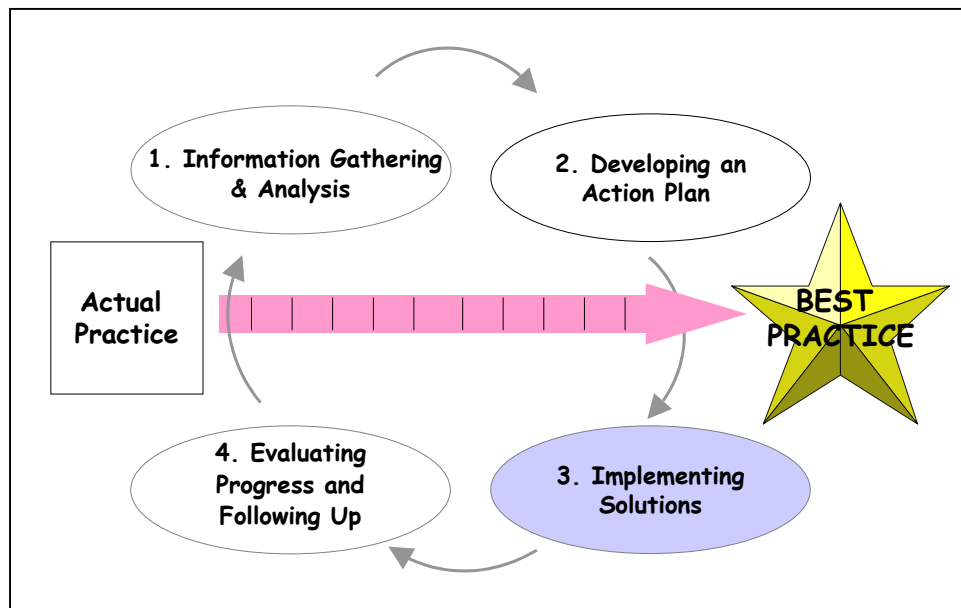 1. Information Gathering
& Analysis
2. Developing an
Action Plan
Actual
Practice
BEST
PRACTICE
4. Evaluating
Progress and
Following Up
3. Implementing
Solutions